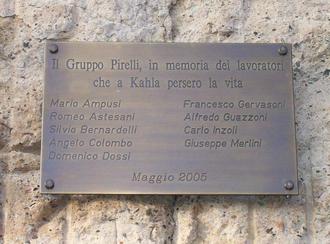 Il Gruppo Pirelli, in memoria dei lavoratori
che a Kahla persero la vita
Mario Ampusi
Romeo Astesani
Silvio Bernardelli
Angelo Colombo
Domenico Dossi
Francesco Gervasoni
Alfredo Guazzoni
Carlo Inzoli
Giuseppe Merlini
Maggio 2005